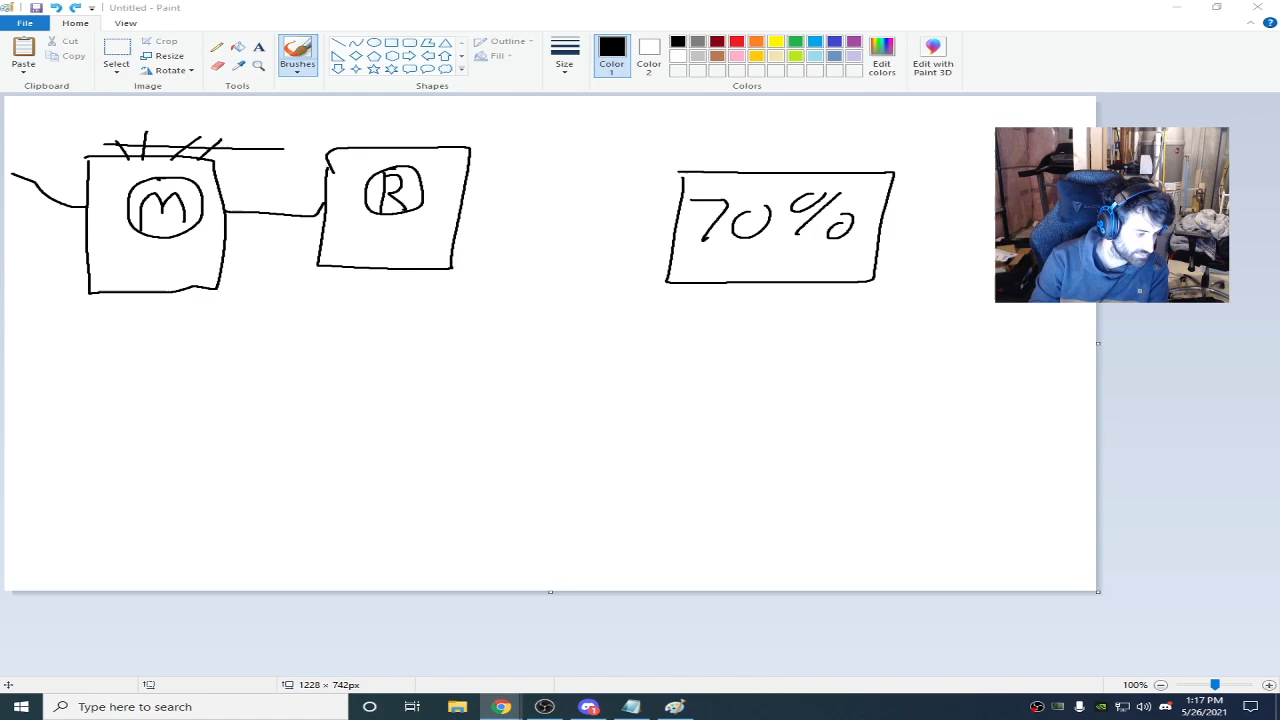 Untitled - Paint
File
Home
View
Paste
Cut
Copy
Clipboard
Select
Crop
Resize
Rotate
Image
A
Tools
Brushes
Shapes
Outline
Fill
Size
Color
1
Color
2
Edit
colors
Edit with
Paint 3D
Colors
M
R
70%
1228 × 742px
100%
Type here to search
1:17 PM
5/26/2021